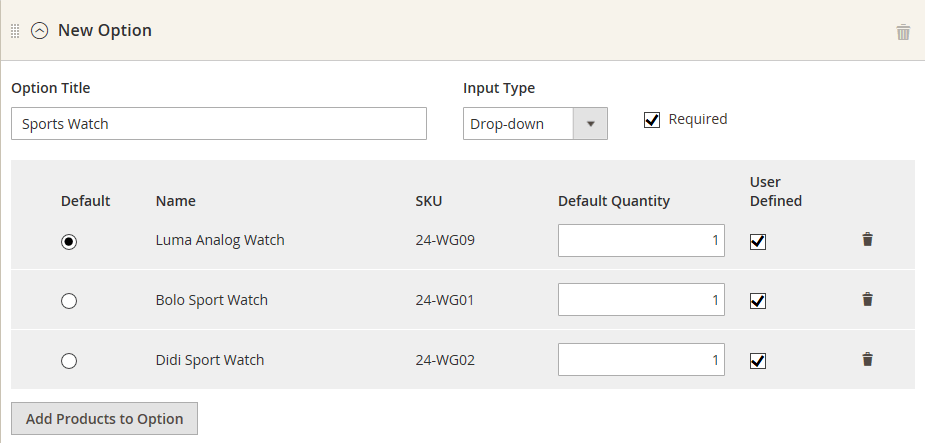 New Option
Option Title
Input Type
Sports Watch
Drop-down
Required
Default Name SKU Default Quantity User Defined
Luma Analog Watch 24-WG09 1
Bolo Sport Watch 24-WG01 1
Didi Sport Watch 24-WG02 1
Add Products to Option